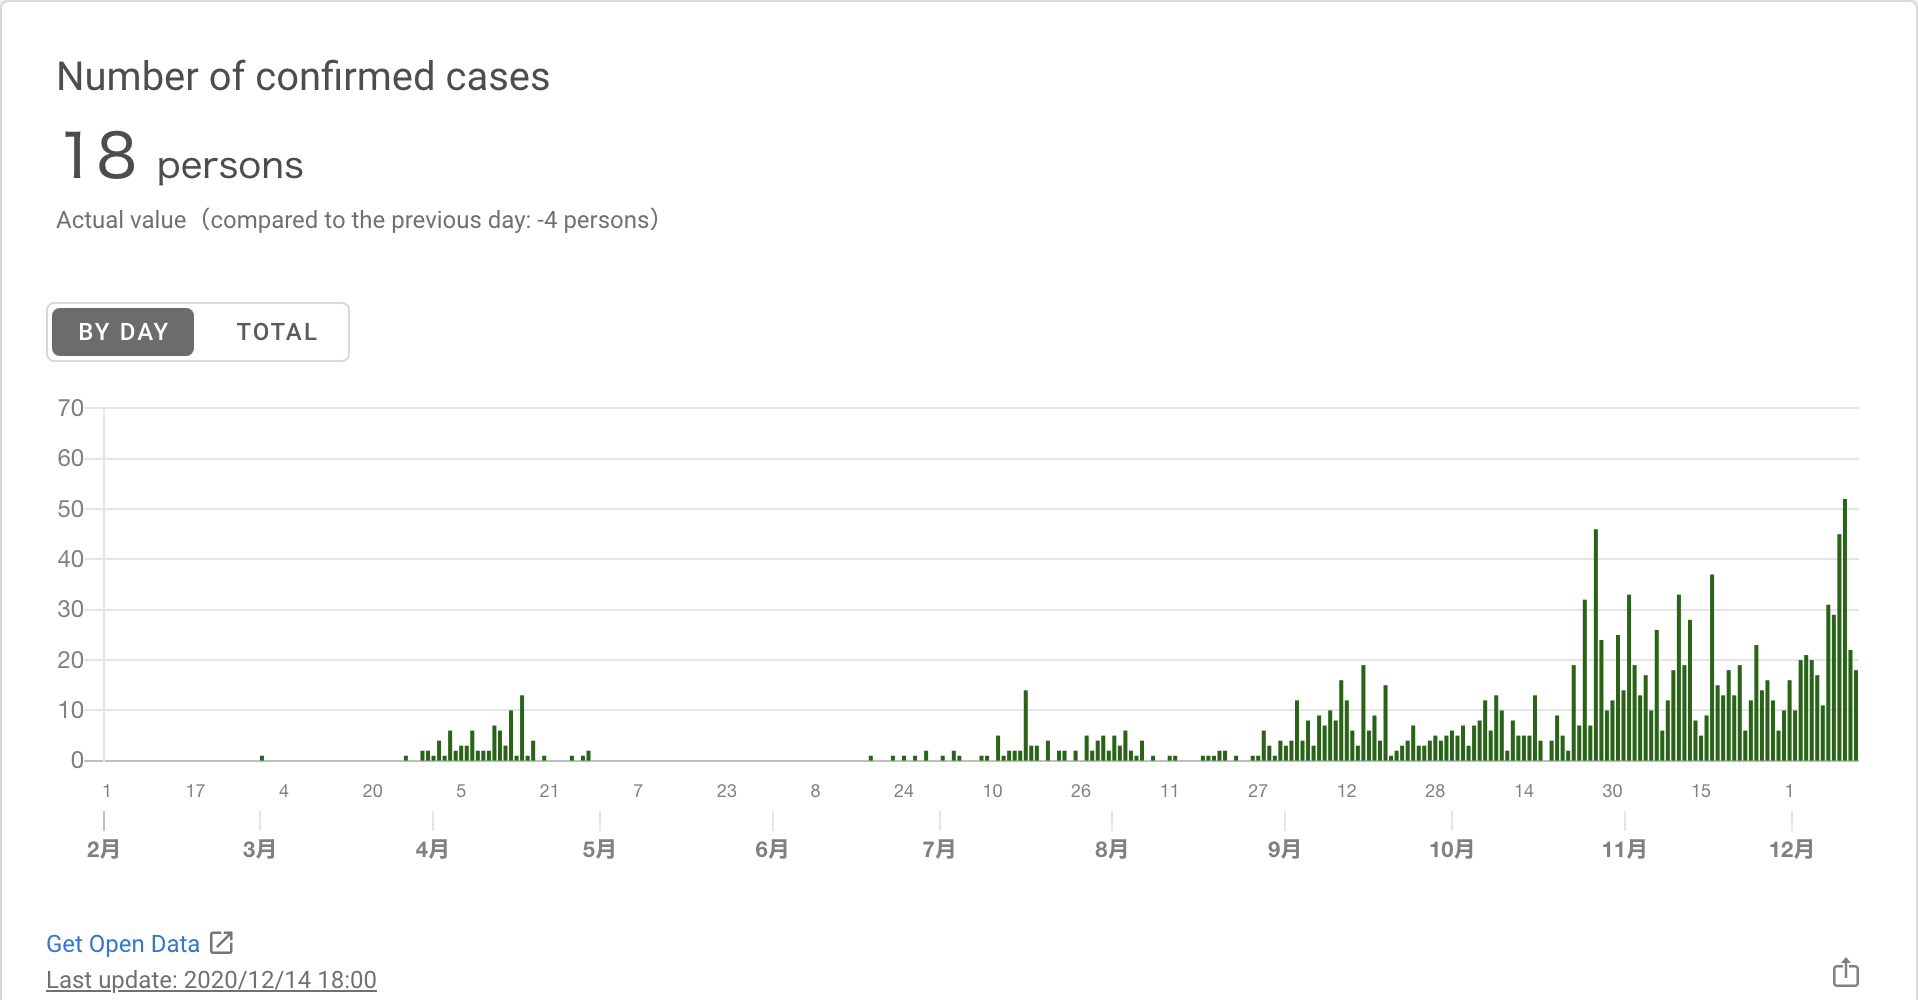 Number of confirmed cases
18 persons
Actual value（compared to the previous day: -4 persons）
BY DAY TOTAL
70
60
50
40
30
20
10
0
1 17 4 20 5 21 7 23 8 24 10 26 11 27 12 28 14 30 15 1
2月 3月 4月 5月 6月 7月 8月 9月 10月 11月 12月
Get Open Data
Last update: 2020/12/14 18:00